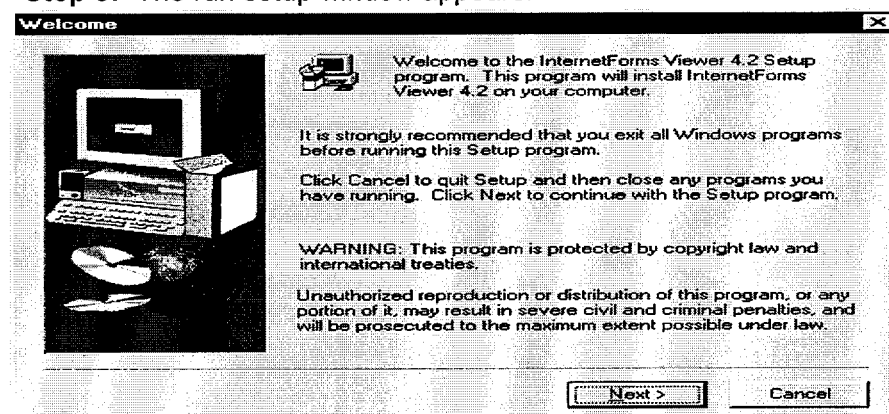 Welcome
Welcome to the InternetForms Viewer 4.2 Setup
program. This program will install InternetForms
Viewer 4.2 on your computer.
It is strongly recommended that you exit all Windows programs
before running this Setup program.
Click Cancel to quit Setup and then close any programs you
have running. Click Next to continue with the Setup program.
WARNING: This program is protected by copyright law and
international treaties.
Unauthorized reproduction or distribution of this program, or any
portion of it, may result in severe civil and criminal penalties, and
will be prosecuted to the maximum extent possible under law.
Next >
Cancel